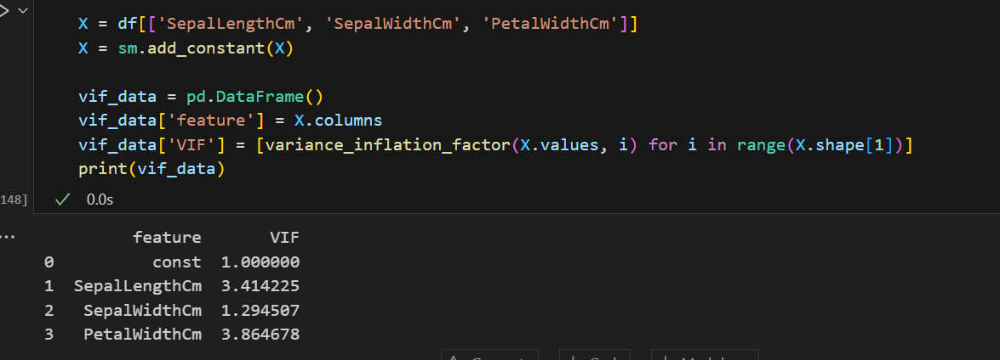 X = df[['SepalLengthCm', 'SepalWidthCm', 'PetalWidthCm']]
X = sm.add_constant(X)
vif_data = pd.DataFrame()
vif_data['feature'] = X.columns
vif_data['VIF'] = [variance_inflation_factor(X.values, i) for i in range(X.shape[1])]
print(vif_data)
148] 0.0s
... feature VIF
0 const 1.000000
1 SepalLengthCm 3.414225
2 SepalWidthCm 1.294507
3 PetalWidthCm 3.864678